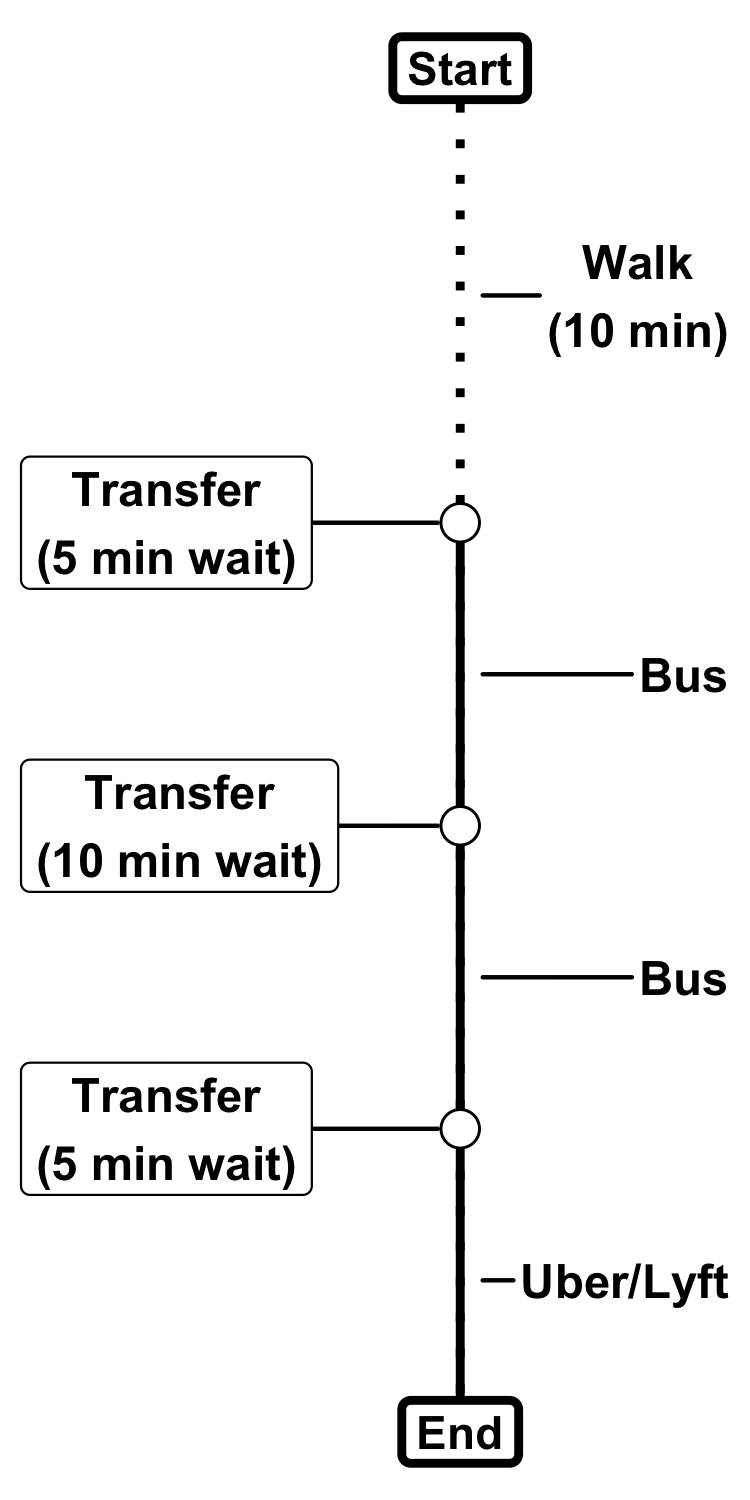 Start
Walk
(10 min)
Transfer
(5 min wait)
Bus
Transfer
(10 min wait)
Bus
Transfer
(5 min wait)
Uber/Lyft
End